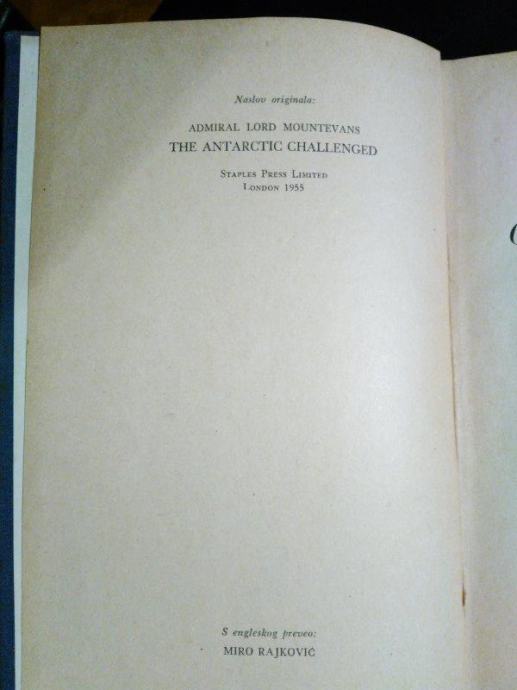 Naslov originala:
ADMIRAL LORD MOUNTEVANS
THE ANTARCTIC CHALLENGED
STAPLES PRESS LIMITED
LONDON 1955
S engleskog preveo:
MIRO RAJKOVIĆ